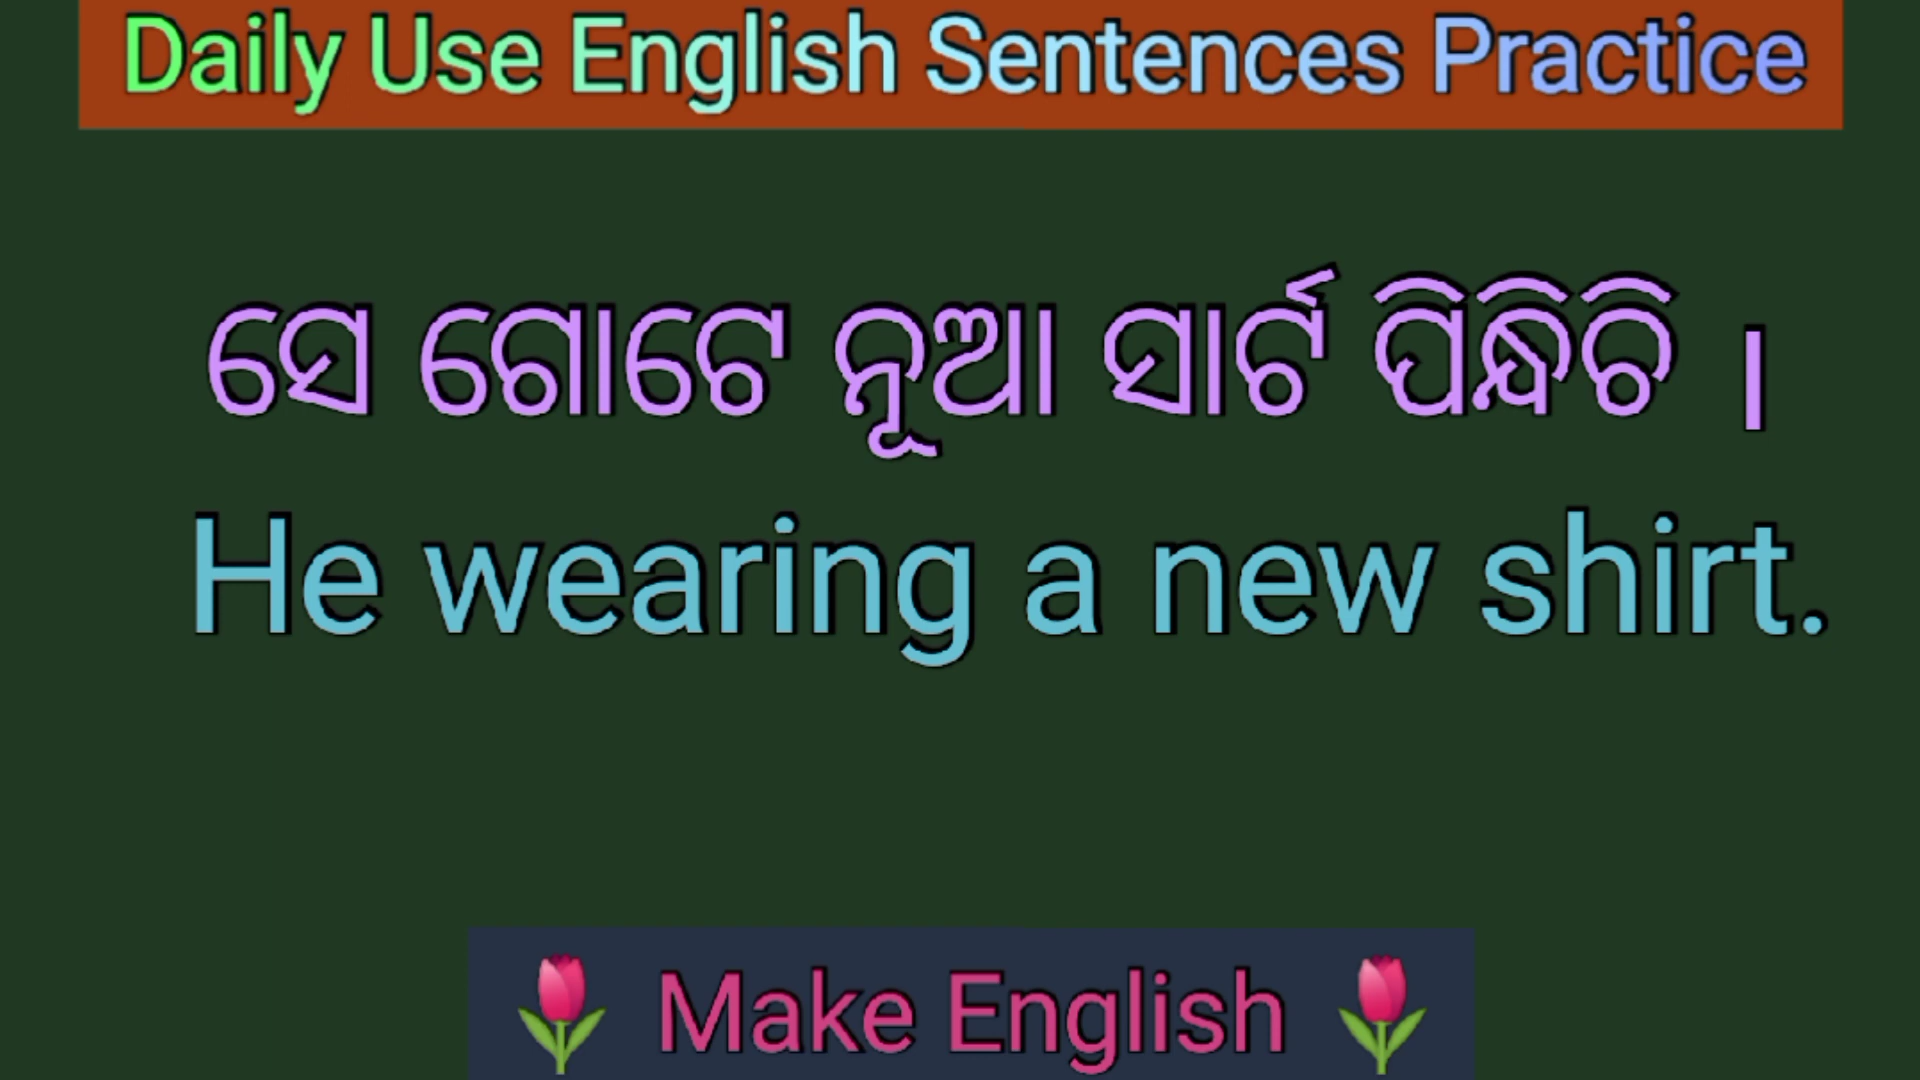 Daily Use English Sentences Practice
ସେ ଗୋଟେ ନୂଆ ସାର୍ଟ ପିନ୍ଧିଚି ।
He wearing a new shirt.
🌷 Make English 🌷